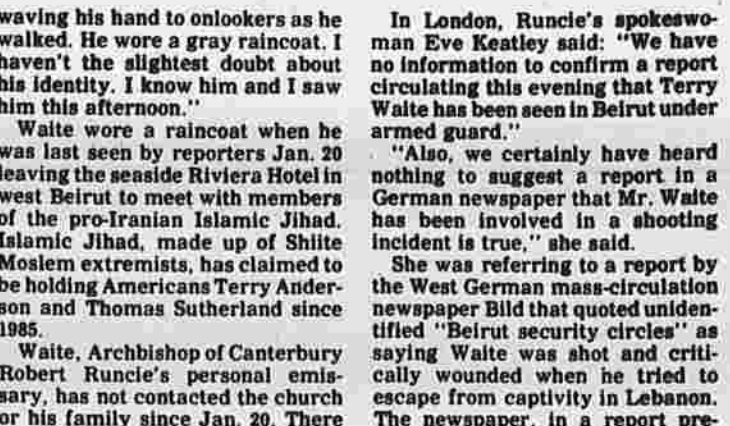 waving his hand to onlookers as he
walked. He wore a gray raincoat. I
haven't the slightest doubt about
his identity. I know him and I saw
him this afternoon."
Waite wore a raincoat when he
was last seen by reporters Jan. 20
leaving the seaside Riviera Hotel in
west Beirut to meet with members
of the pro-Iranian Islamic Jihad.
Islamic Jihad, made up of Shiite
Moslem extremists, has claimed to
be holding Americans Terry Ander-
son and Thomas Sutherland since
1985.
Waite, Archbishop of Canterbury
Robert Runcie's personal emis-
sary, has not contacted the church
or his family since Jan. 20. There
In London, Runcie's spokeswo-
man Eve Keatley said: "We have
no information to confirm a report
circulating this evening that Terry
Waite has been seen in Beirut under
armed guard."
"Also, we certainly have heard
nothing to suggest a report in a
German newspaper that Mr. Waite
has been involved in a shooting
incident is true," she said.
She was referring to a report by
the West German mass-circulation
newspaper Bild that quoted uniden-
tified "Beirut security circles" as
saying Waite was shot and criti-
cally wounded when he tried to
escape from captivity in Lebanon.
The newspaper, in a report pre-